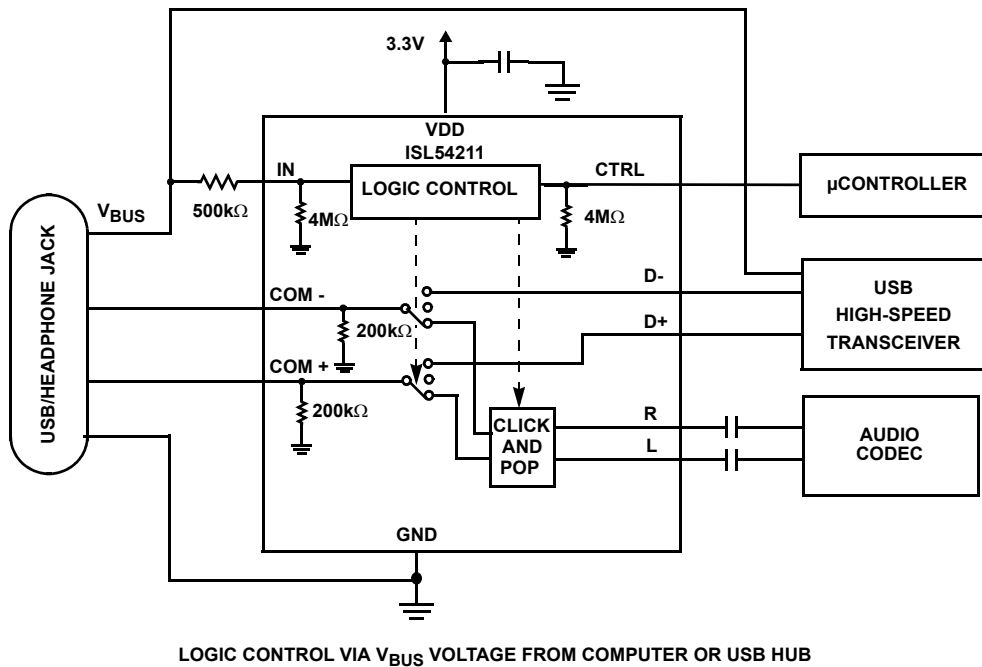 3.3V
VDD
ISL54211
IN
LOGIC CONTROL
CTRL
µCONTROLLER
500kΩ
4MΩ
4MΩ
VBUS
USB/HEADPHONE JACK
D-
USB
HIGH-SPEED
TRANSCEIVER
COM -
200kΩ
D+
COM +
200kΩ
CLICK
AND
POP
R
L
AUDIO
CODEC
GND
LOGIC CONTROL VIA VBUS VOLTAGE FROM COMPUTER OR USB HUB